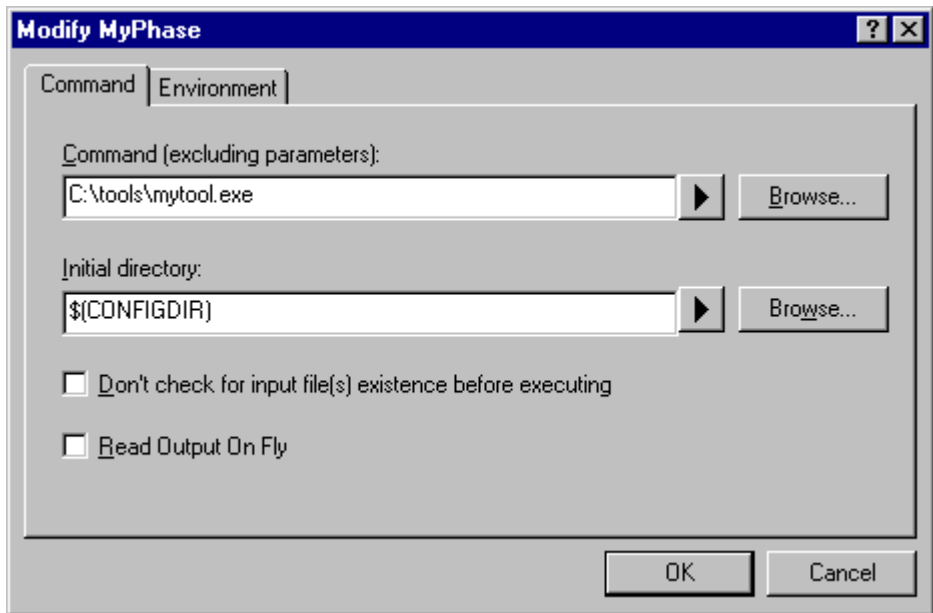 Modify MyPhase
Command Environment
Command (excluding parameters):
C:\tools\mytool.exe Browse...
Initial directory:
$(CONFIGDIR) Browse...
Don't check for input file(s) existence before executing
Read Output On Fly
OK Cancel